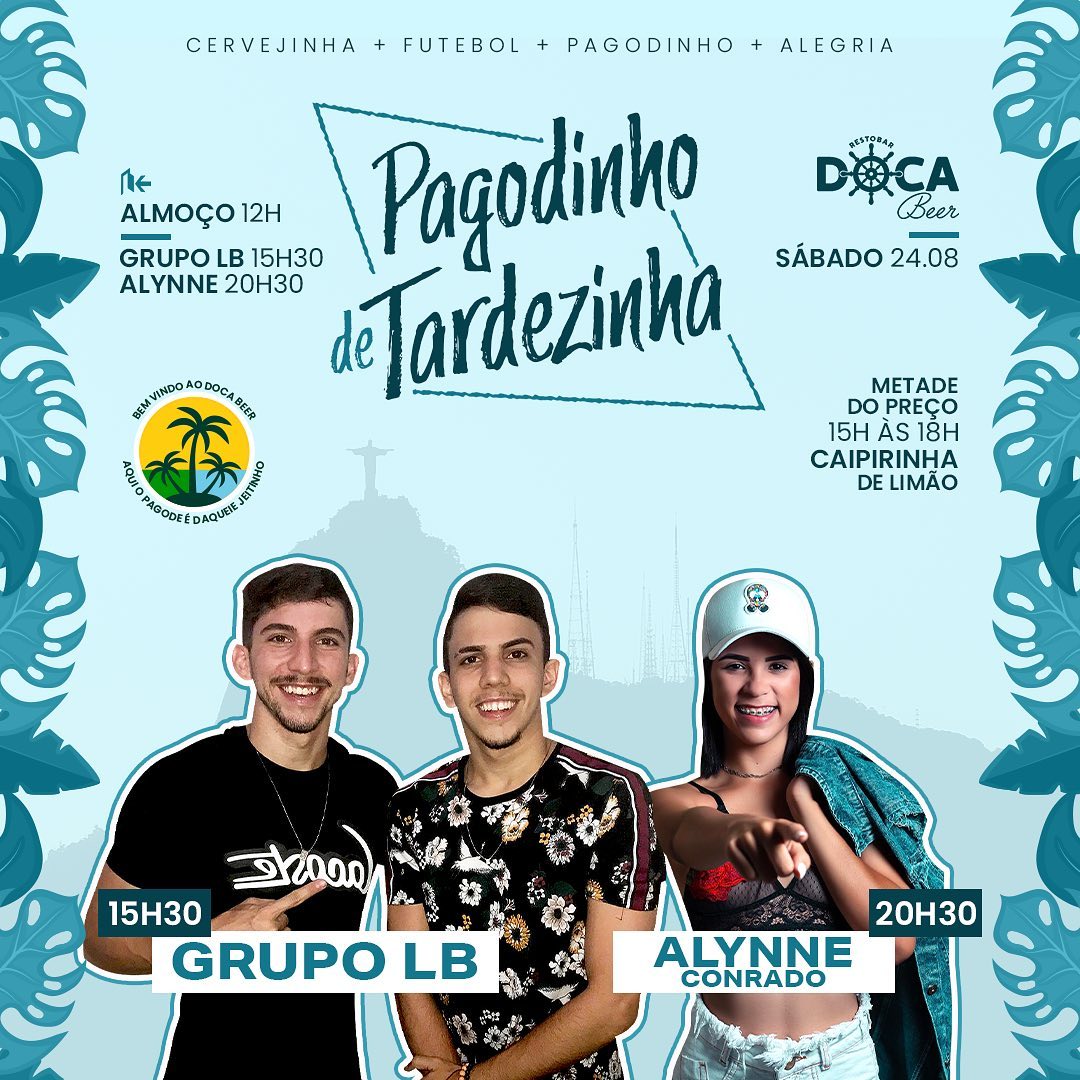 CERVEJINHA + FUTEBOL + PAGODINHO + ALEGRIA
Pagodinho
de Tardezinha
ALMOÇO 12H
GRUPO LB 15H30
ALYNNE 20H30
RESTOBAR
DOCA
Beer
SÁBADO 24.08
BEM VINDO AO DOCA BEER
AQUI O PAGODE É DAQUEIE JEITINHO
METADE
DO PREÇO
15H ÀS 18H
CAIPIRINHA
DE LIMÃO
Lacoste
15H30
GRUPO LB
20H30
ALYNNE
CONRADO